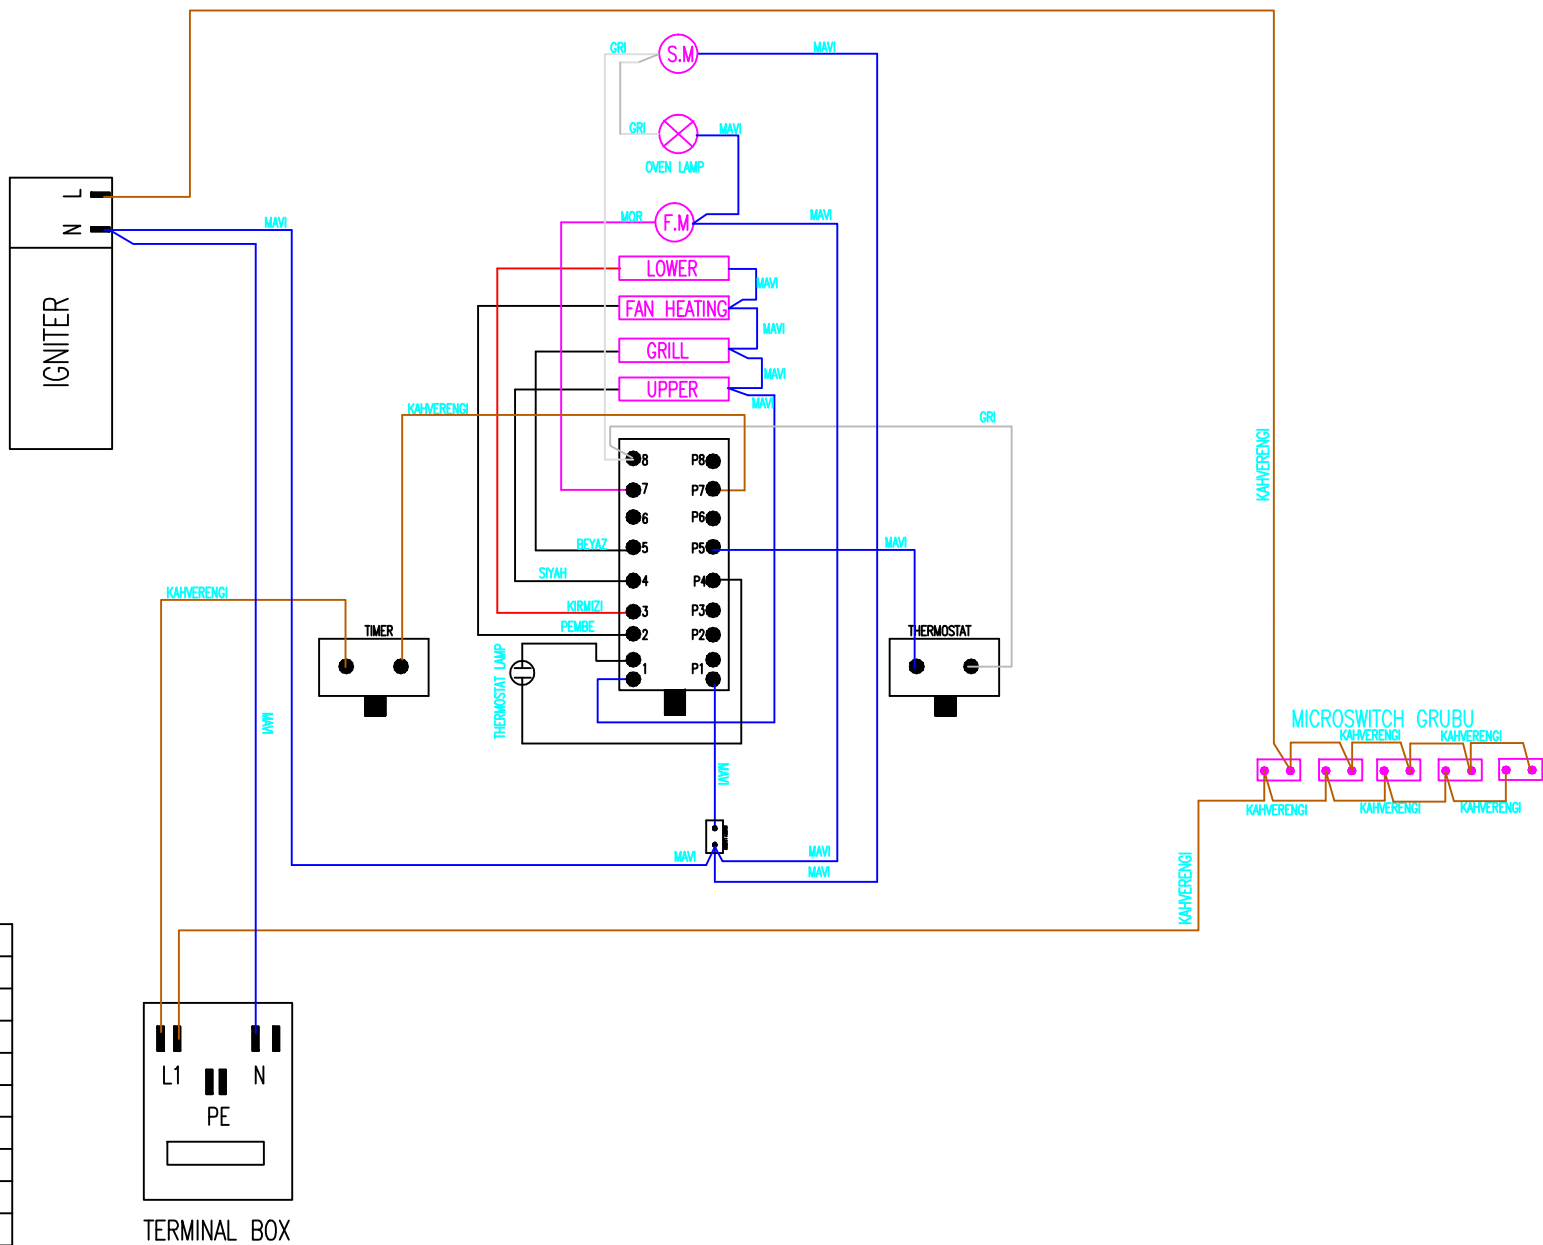 GRI
S.M
MAVI
GRI
MAVI
OVEN LAMP
L
N
IGNITER
MAVI
MOR
F.M
MAVI
LOWER
MAVI
FAN HEATING
MAVI
GRILL
MAVI
UPPER
MAVI
KAHVERENGI
GRI
KAHVERENGI
8 P8
7 P7
6 P6
5 P5
4 P4
3 P3
2 P2
1 P1
BEYAZ
MAVI
SIYAH
KIRMIZI
PEMBE
KAHVERENGI
TIMER
THERMOSTAT LAMP
THERMOSTAT
MAVI
MAVI
MICROSWITCH GRUBU
KAHVERENGI
KAHVERENGI
KAHVERENGI
KAHVERENGI
KAHVERENGI
MAVI
MAVI
MAVI
KAHVERENGI
L1
N
PE
TERMINAL BOX